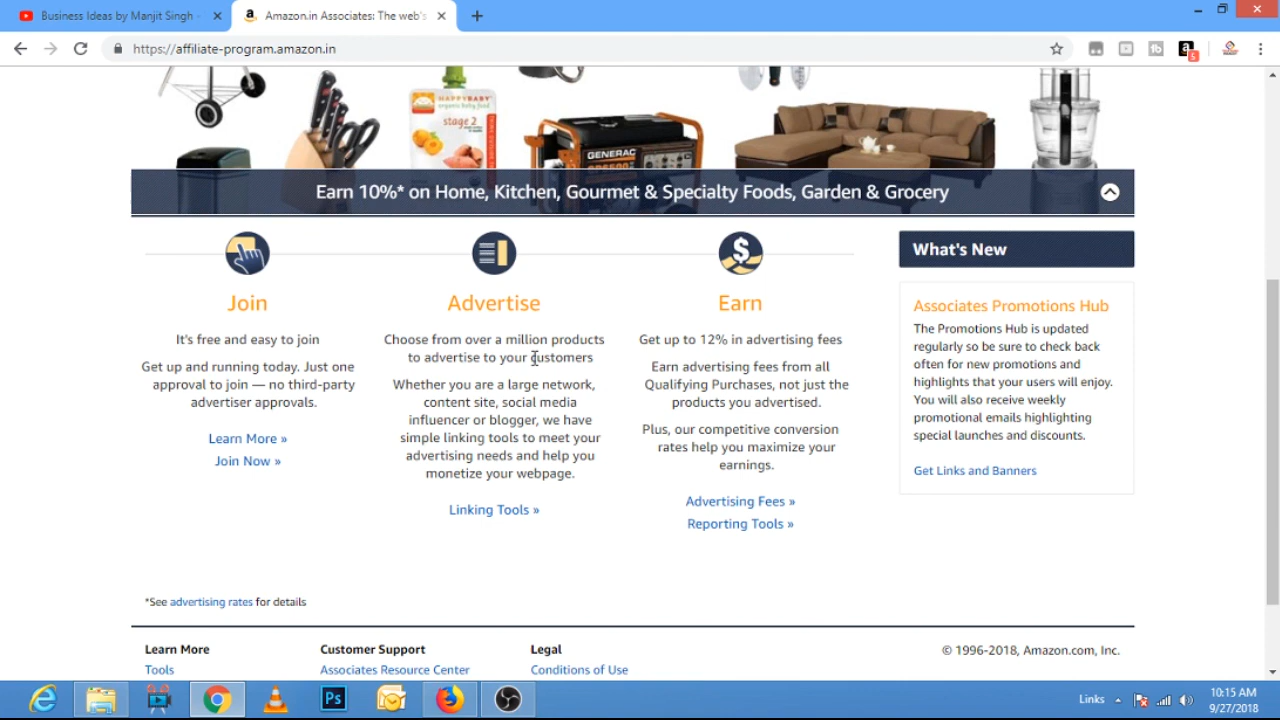 Business Ideas by Manjit Singh -
Amazon.in Associates: The web's
https://affiliate-program.amazon.in
HAPPYBABY
organic baby food
stage 2
GENERAC
Earn 10%* on Home, Kitchen, Gourmet & Specialty Foods, Garden & Grocery
Join
It's free and easy to join
Get up and running today. Just one
approval to join — no third-party
advertiser approvals.
Learn More »
Join Now »
Advertise
Choose from over a million products
to advertise to your customers
Whether you are a large network,
content site, social media
influencer or blogger, we have
simple linking tools to meet your
advertising needs and help you
monetize your webpage.
Linking Tools »
Earn
Get up to 12% in advertising fees
Earn advertising fees from all
Qualifying Purchases, not just the
products you advertised.
Plus, our competitive conversion
rates help you maximize your
earnings.
Advertising Fees »
Reporting Tools »
What's New
Associates Promotions Hub
The Promotions Hub is updated
regularly so be sure to check back
often for new promotions and
highlights that your users will enjoy.
You will also receive weekly
promotional emails highlighting
special launches and discounts.
Get Links and Banners
*See advertising rates for details
Learn More
Tools
Customer Support
Associates Resource Center
Legal
Conditions of Use
© 1996-2018, Amazon.com, Inc.
Ps
Links
10:15 AM
9/27/2018